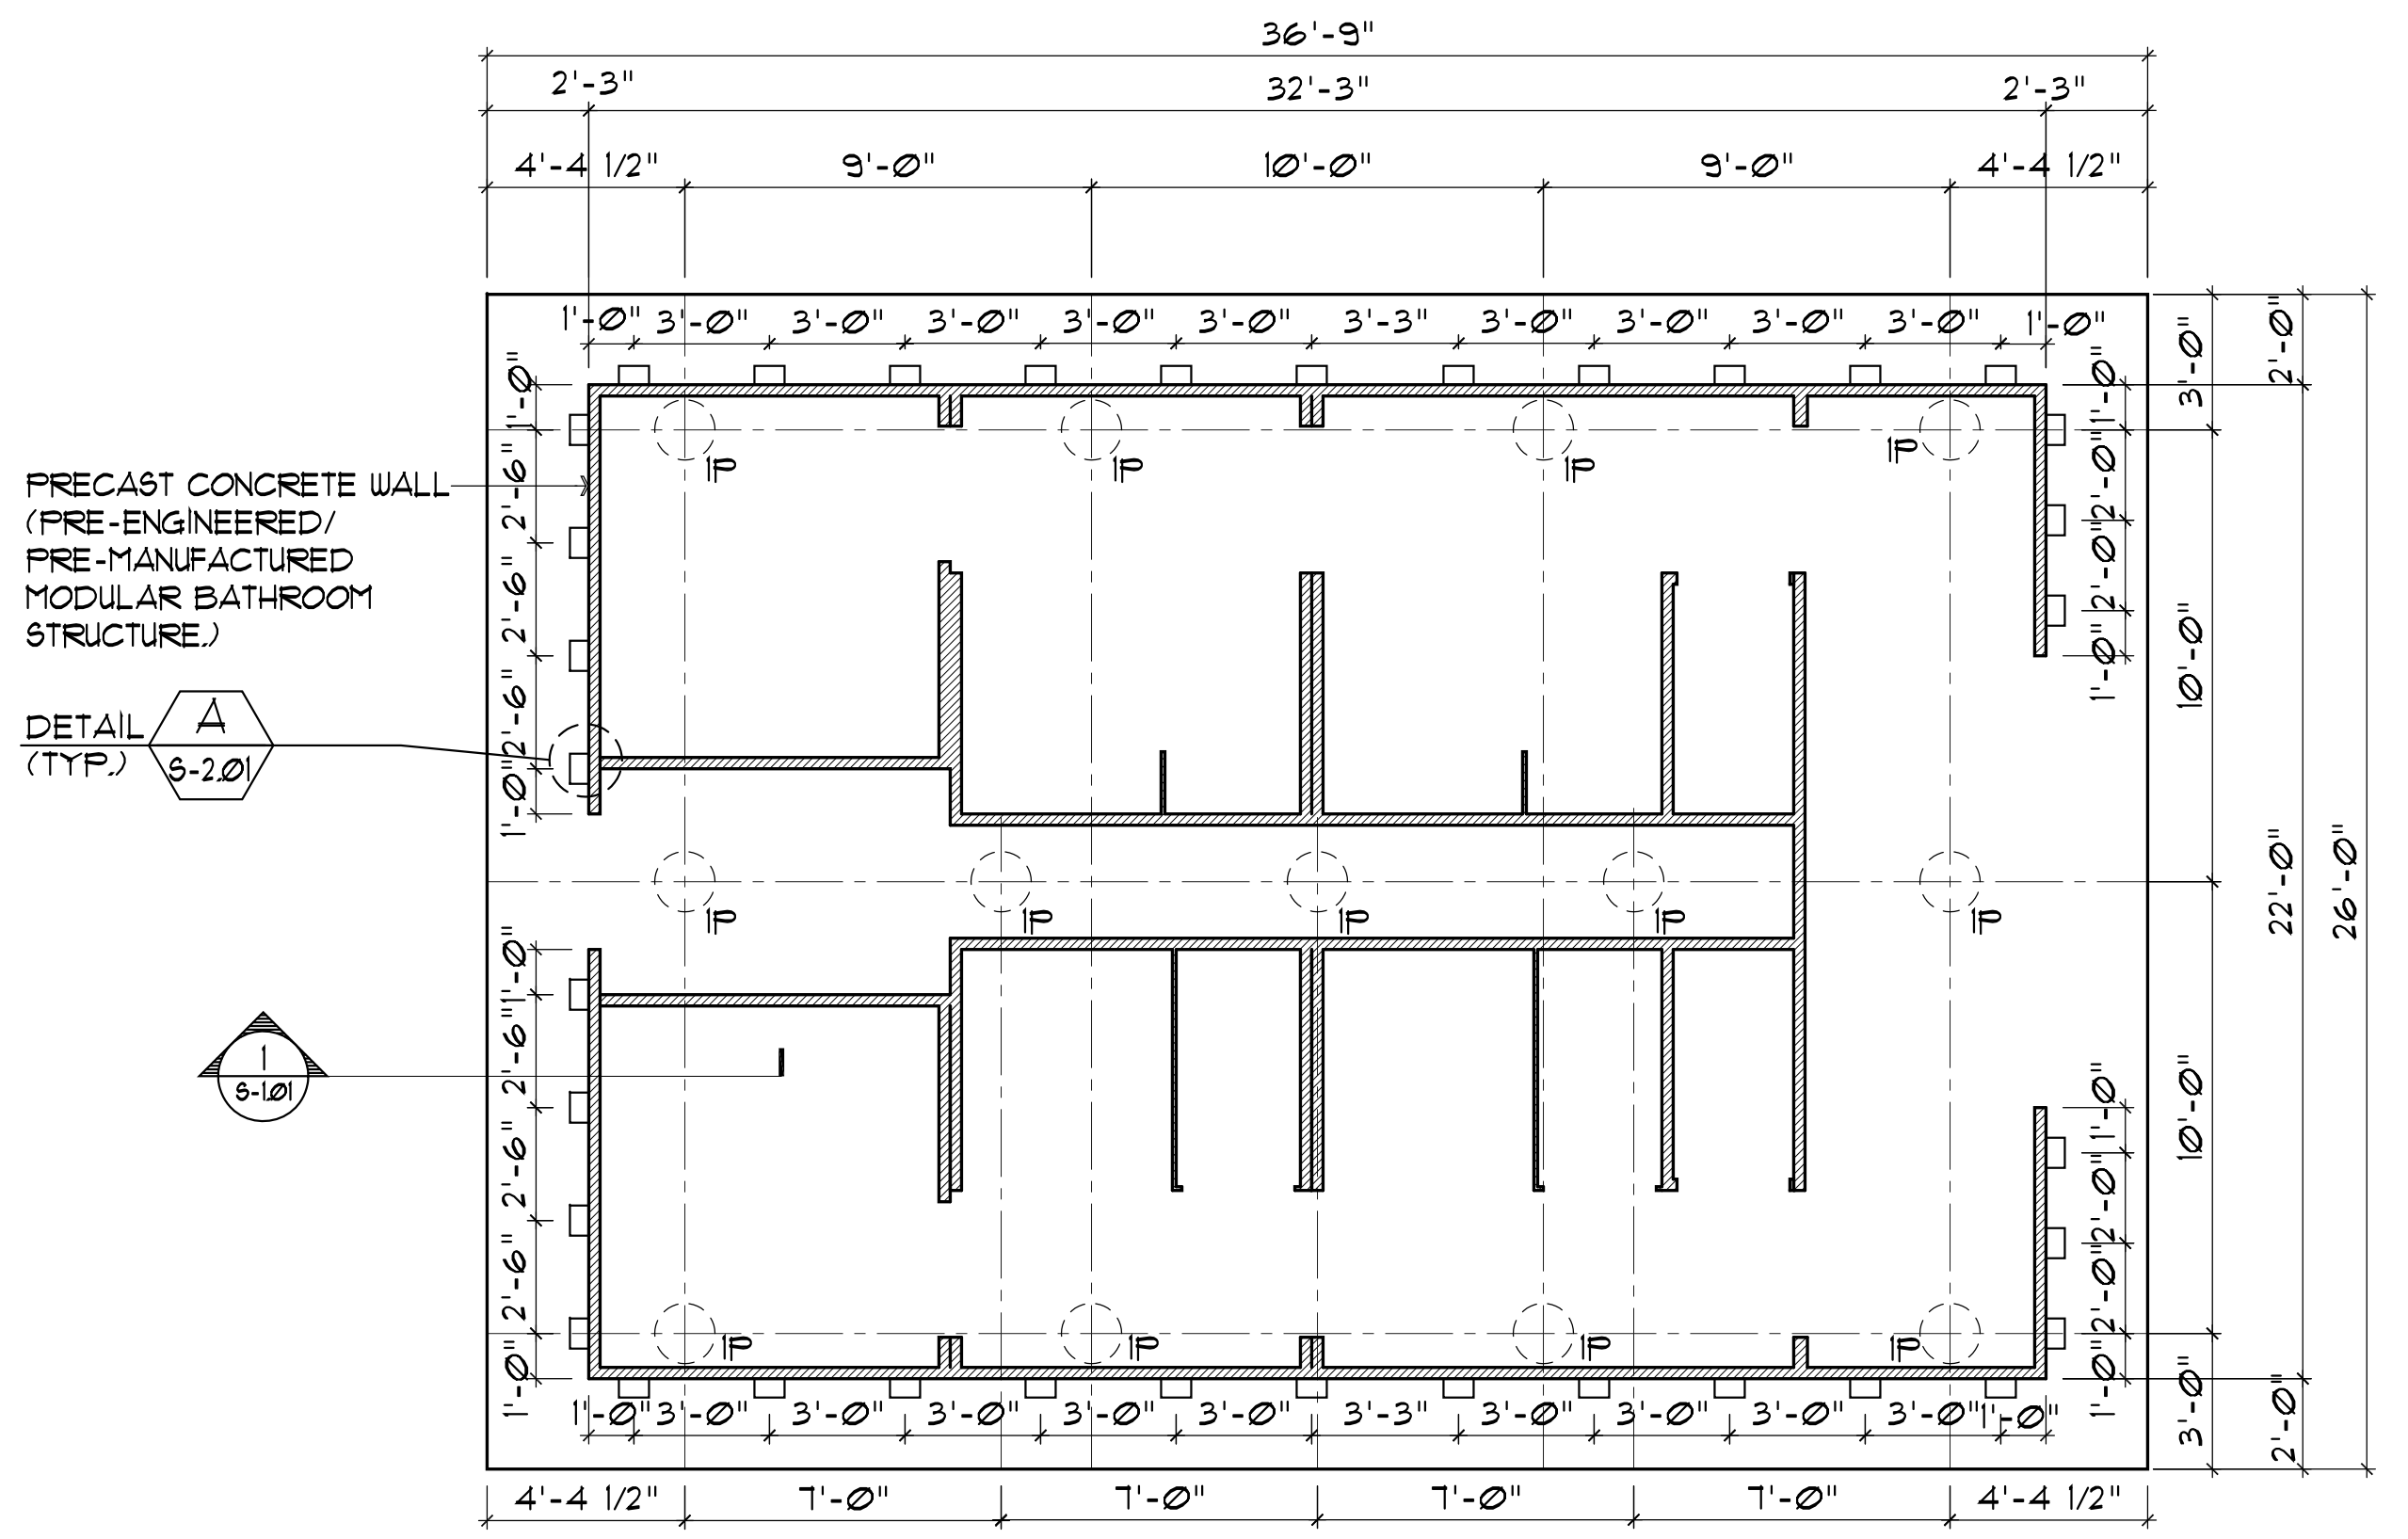 36'-9"
2'-3" 32'-3" 2'-3"
4'-4 1/2" 9'-0" 10'-0" 9'-0" 4'-4 1/2"
1'-0" 3'-0" 3'-0" 3'-0" 3'-0" 3'-0" 3'-3" 3'-0" 3'-0" 3'-0" 3'-0" 1'-0"
1'-0"
2'-6"
2'-6"
2'-6"
1'-0"
1P 1P 1P 1P
1'-0"
2'-0"
2'-0"
1'-0"
3'-0"
2'-0"
10'-0"
22'-0"
26'-0"
PRECAST CONCRETE WALL
(PRE-ENGINEERED/
PRE-MANUFACTURED
MODULAR BATHROOM
STRUCTURE.)
DETAIL
(TYP.)
A
S-2.01
1P 1P 1P 1P 1P
1
S-1.01
1'-0"
2'-6"
2'-6"
2'-6"
1'-0"
1'-0"
2'-0"
2'-0"
1'-0"
10'-0"
3'-0"
2'-0"
1P 1P 1P 1P
1'-0" 3'-0" 3'-0" 3'-0" 3'-0" 3'-0" 3'-3" 3'-0" 3'-0" 3'-0" 3'-0" 1'-0"
4'-4 1/2" 7'-0" 7'-0" 7'-0" 7'-0" 4'-4 1/2"